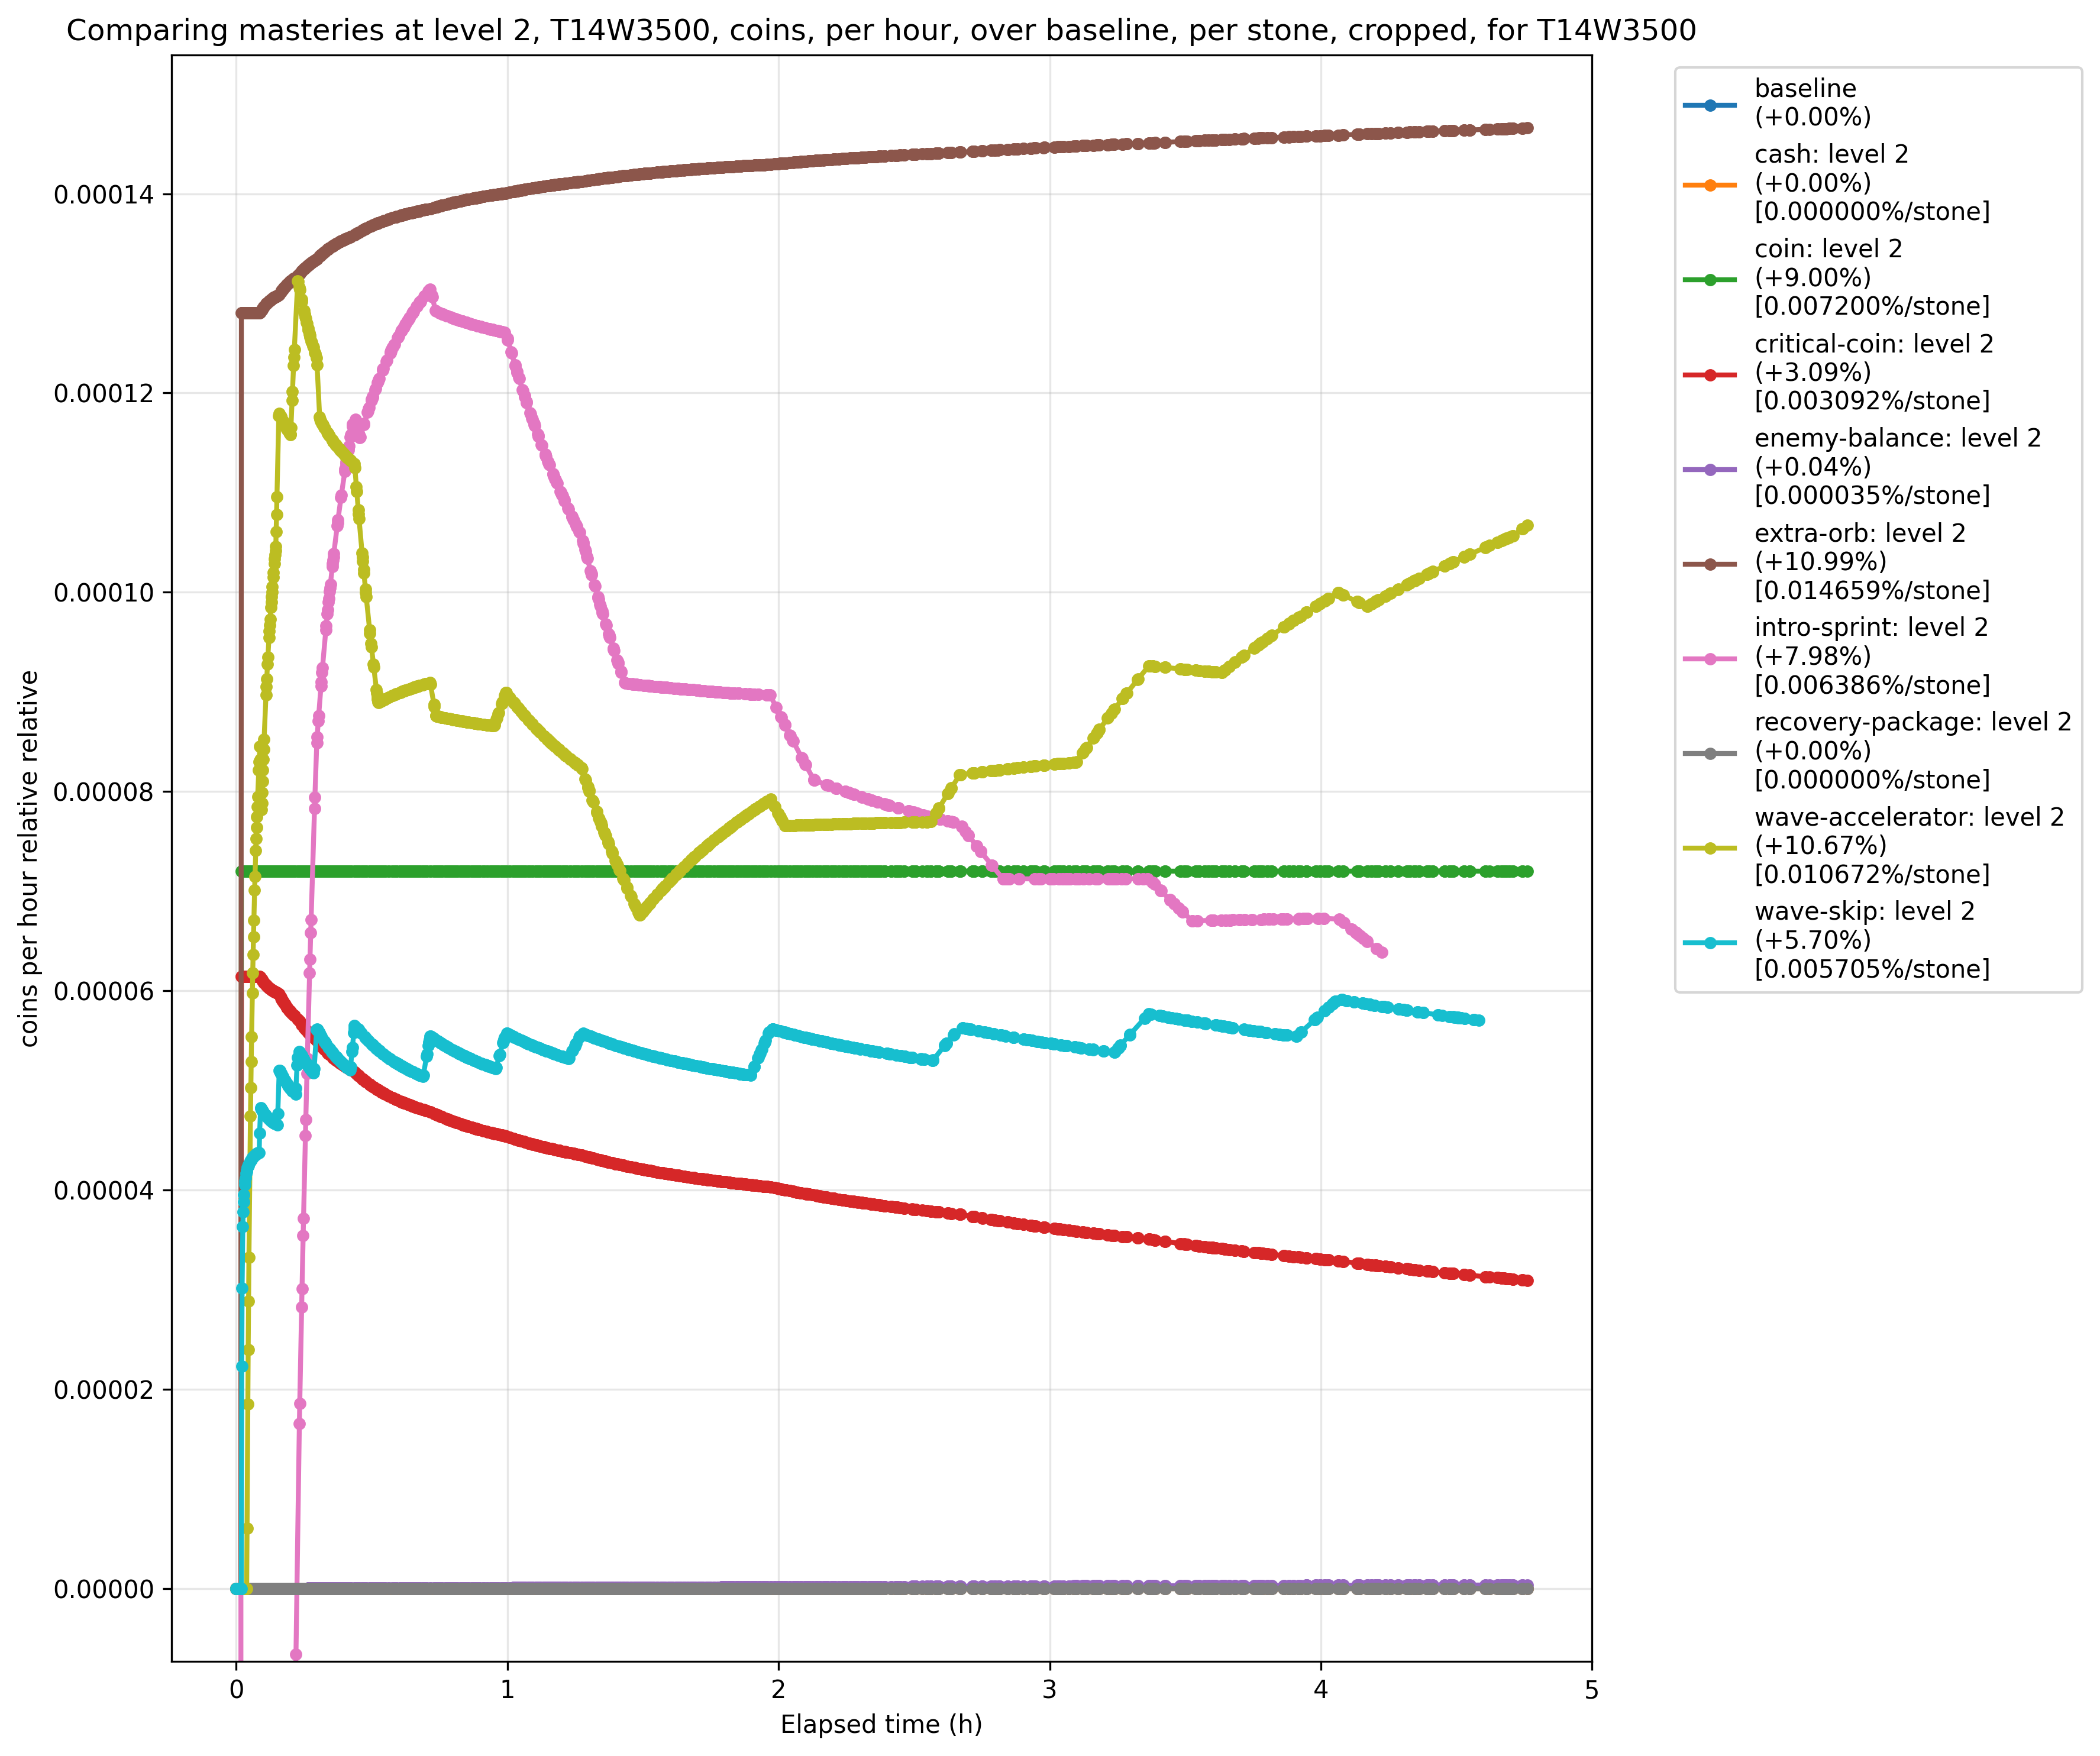 Comparing masteries at level 2, T14W3500, coins, per hour, over baseline, per stone, cropped, for T14W3500
coins per hour relative relative
0.00014
0.00012
0.00010
0.00008
0.00006
0.00004
0.00002
0.00000
0
1
2
3
4
5
Elapsed time (h)
baseline
(+0.00%)
cash: level 2
(+0.00%)
[0.000000%/stone]
coin: level 2
(+9.00%)
[0.007200%/stone]
critical-coin: level 2
(+3.09%)
[0.003092%/stone]
enemy-balance: level 2
(+0.04%)
[0.000035%/stone]
extra-orb: level 2
(+10.99%)
[0.014659%/stone]
intro-sprint: level 2
(+7.98%)
[0.006386%/stone]
recovery-package: level 2
(+0.00%)
[0.000000%/stone]
wave-accelerator: level 2
(+10.67%)
[0.010672%/stone]
wave-skip: level 2
(+5.70%)
[0.005705%/stone]